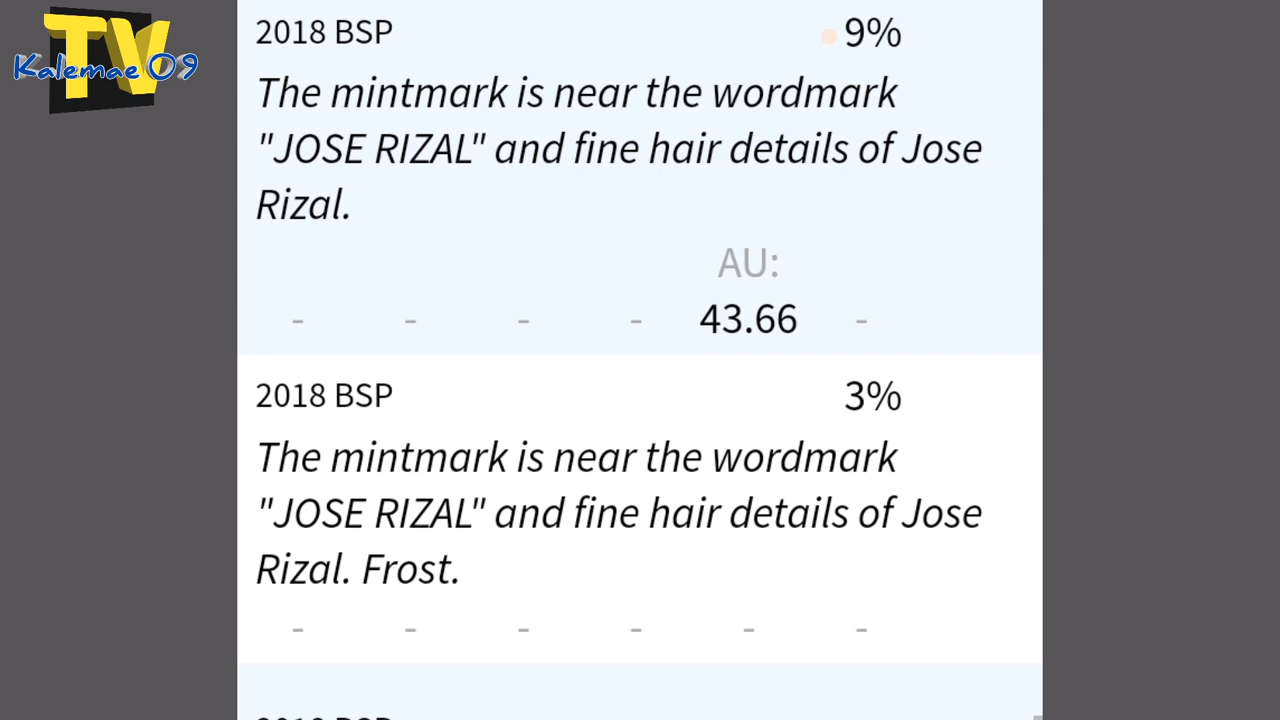 TV
Kalemae 09
2018 BSP 9%
The mintmark is near the wordmark
"JOSE RIZAL" and fine hair details of Jose
Rizal.
AU:
- - - - 43.66 -
2018 BSP 3%
The mintmark is near the wordmark
"JOSE RIZAL" and fine hair details of Jose
Rizal. Frost.
- - - - - -